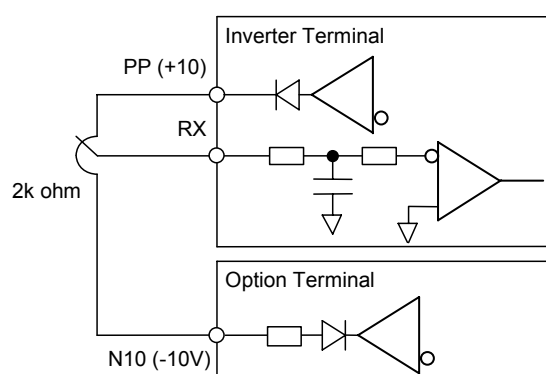 Inverter Terminal
PP (+10)
RX
2k ohm
Option Terminal
N10 (-10V)